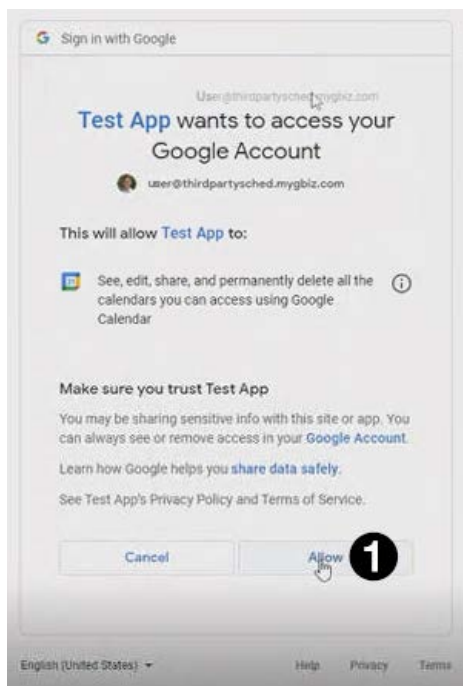 Sign in with Google
User@thirdpartysched.mygbiz.com
Test App wants to access your
Google Account
user@thirdpartysched.mygbiz.com
This will allow Test App to:
See, edit, share, and permanently delete all the
calendars you can access using Google
Calendar
Make sure you trust Test App
You may be sharing sensitive info with this site or app. You
can always see or remove access in your Google Account.
Learn how Google helps you share data safely.
See Test App's Privacy Policy and Terms of Service.
Cancel
Allow
1
English (United States)
Help Privacy Terms